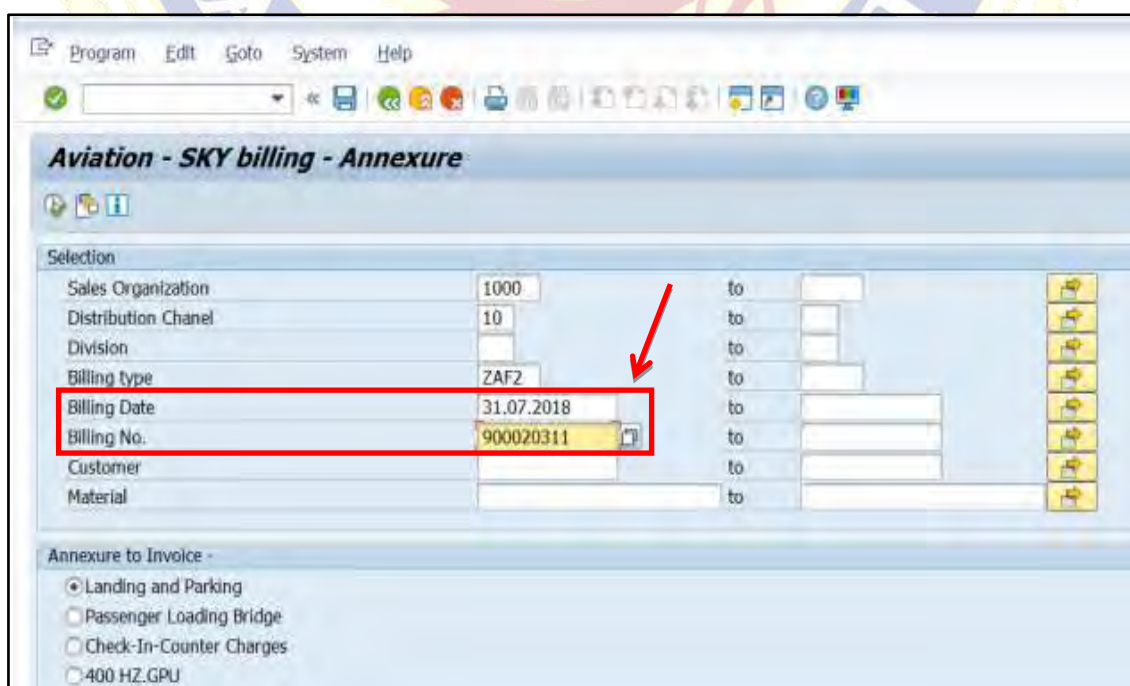 Program Edit Goto System Help
Aviation - SKY billing - Annexure
Selection
Sales Organization 1000 to
Distribution Chanel 10 to
Division to
Billing type ZAF2 to
Billing Date 31.07.2018 to
Billing No. 900020311 to
Customer to
Material to
Annexure to Invoice -
Landing and Parking
Passenger Loading Bridge
Check-In-Counter Charges
400 HZ.GPU